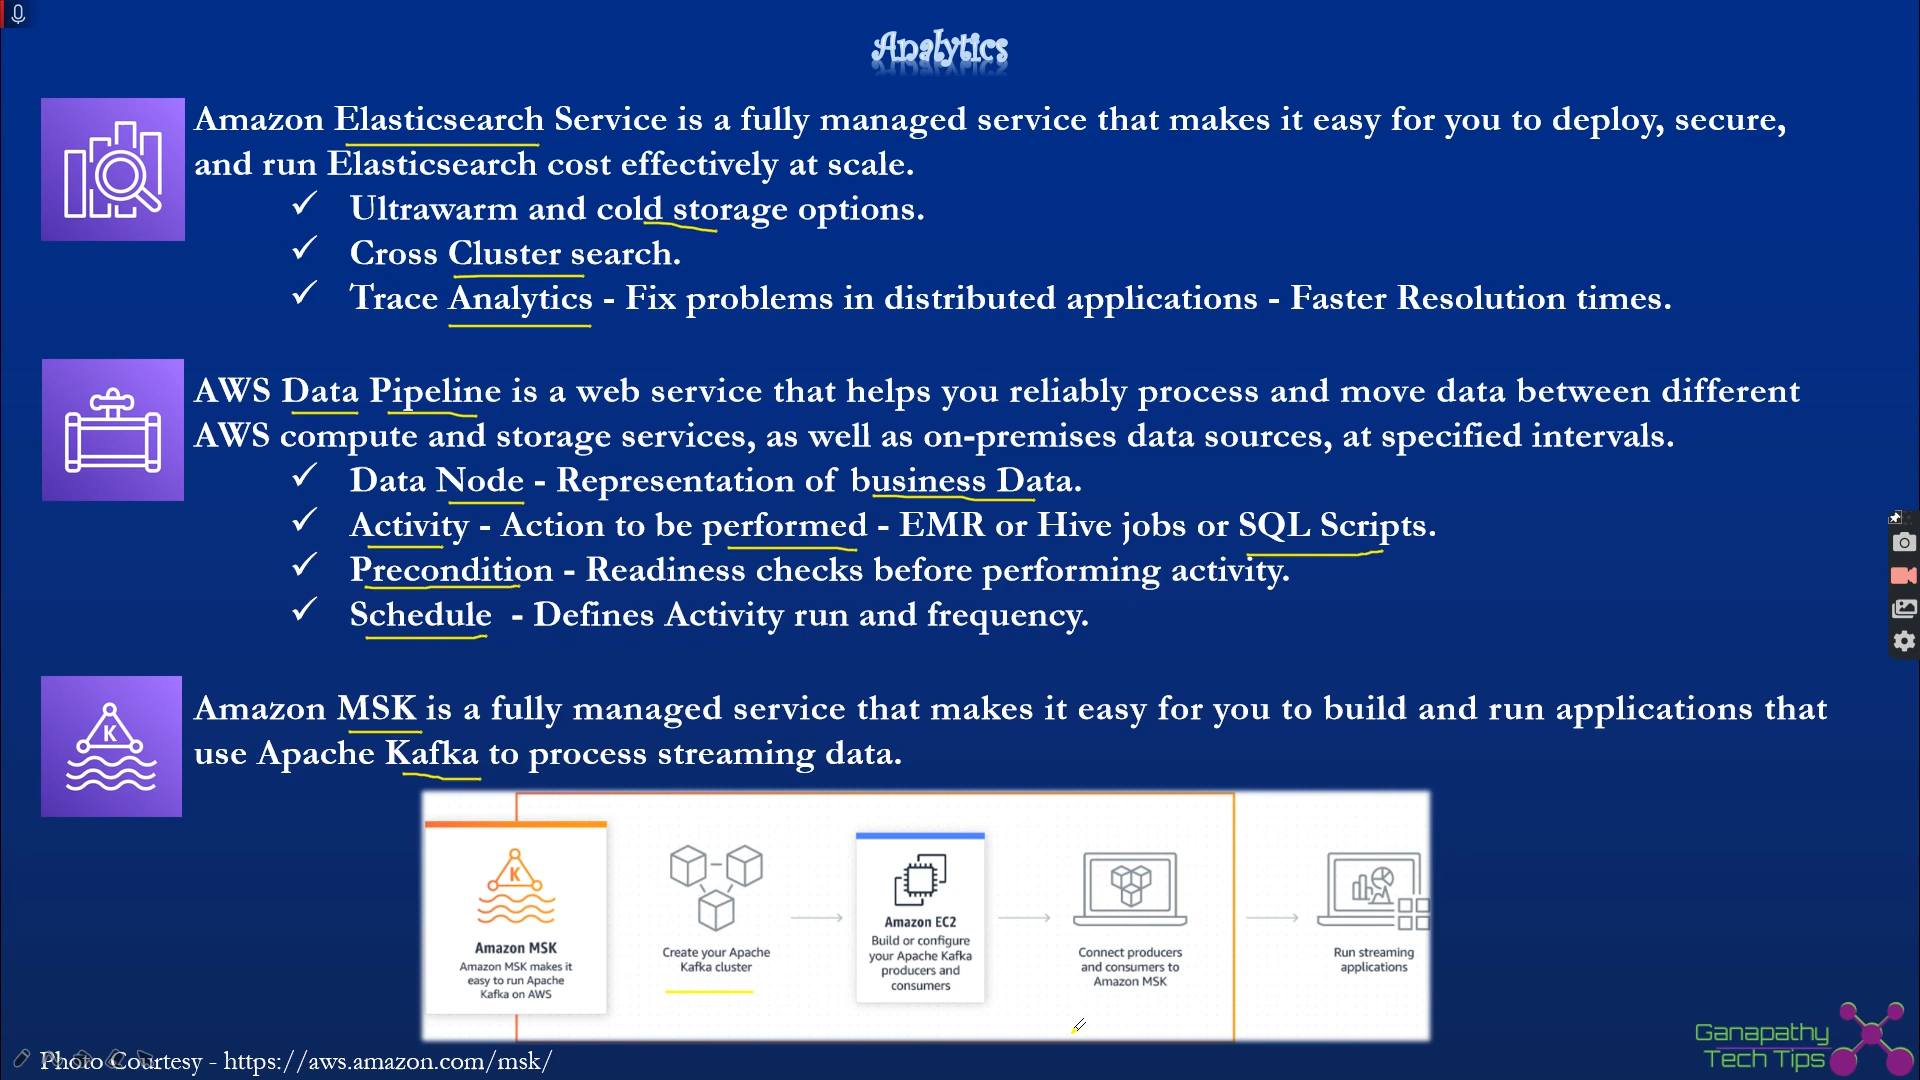 Analytics
Amazon Elasticsearch Service is a fully managed service that makes it easy for you to deploy, secure,
and run Elasticsearch cost effectively at scale.
✓ Ultrawarm and cold storage options.
✓ Cross Cluster search.
✓ Trace Analytics - Fix problems in distributed applications - Faster Resolution times.
AWS Data Pipeline is a web service that helps you reliably process and move data between different
AWS compute and storage services, as well as on-premises data sources, at specified intervals.
✓ Data Node - Representation of business Data.
✓ Activity - Action to be performed - EMR or Hive jobs or SQL Scripts.
✓ Precondition - Readiness checks before performing activity.
✓ Schedule - Defines Activity run and frequency.
K
Amazon MSK is a fully managed service that makes it easy for you to build and run applications that
use Apache Kafka to process streaming data.
K
Amazon MSK
Amazon MSK makes it
easy to run Apache
Kafka on AWS
Create your Apache
Kafka cluster
Amazon EC2
Build or configure
your Apache Kafka
producers and
consumers
Connect producers
and consumers to
Amazon MSK
Run streaming
applications
Ganapathy
Tech Tips
Photo Courtesy - https://aws.amazon.com/msk/